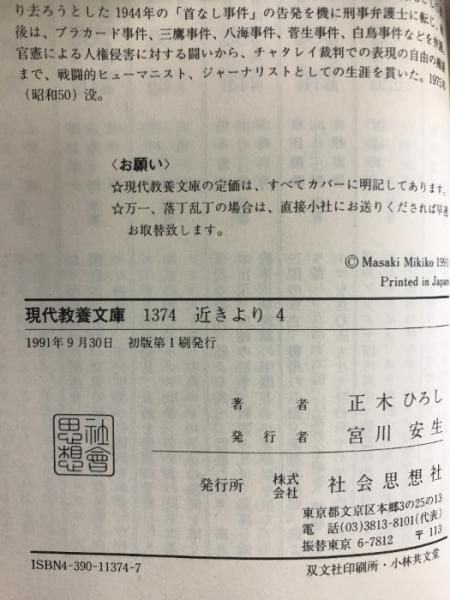 り去ろうとした1944年の「首なし事件」の告発を機に刑事弁護士に転じ、戦
後は、プラカード事件、三鷹事件、八海事件、菅生事件、白鳥事件などを弁護。
官憲による人権侵害に対する闘いから、チャタレイ裁判での表現の自由の擁護
まで、戦闘的ヒューマニスト、ジャーナリストとしての生涯を貫いた。1975年
(昭和50)没。
〈お願い〉
☆現代教養文庫の定価は、すべてカバーに明記してあります。
☆万一、落丁乱丁の場合は、直接小社にお送りくだされば早速
お取替致します。
© Masaki Mikiko 1991
Printed in Japan
現代教養文庫 1374 近きより 4
1991年9月30日 初版第1刷発行
著者 正木ひろし
発行者 宮川安生
社會思想
発行所 株式会社 社会思想社
東京都文京区本郷3の25の13
電話(03)3813-8101(代表)
振替東京6-7812 〒113
ISBN4-390-11374-7 双文社印刷所・小林共文堂